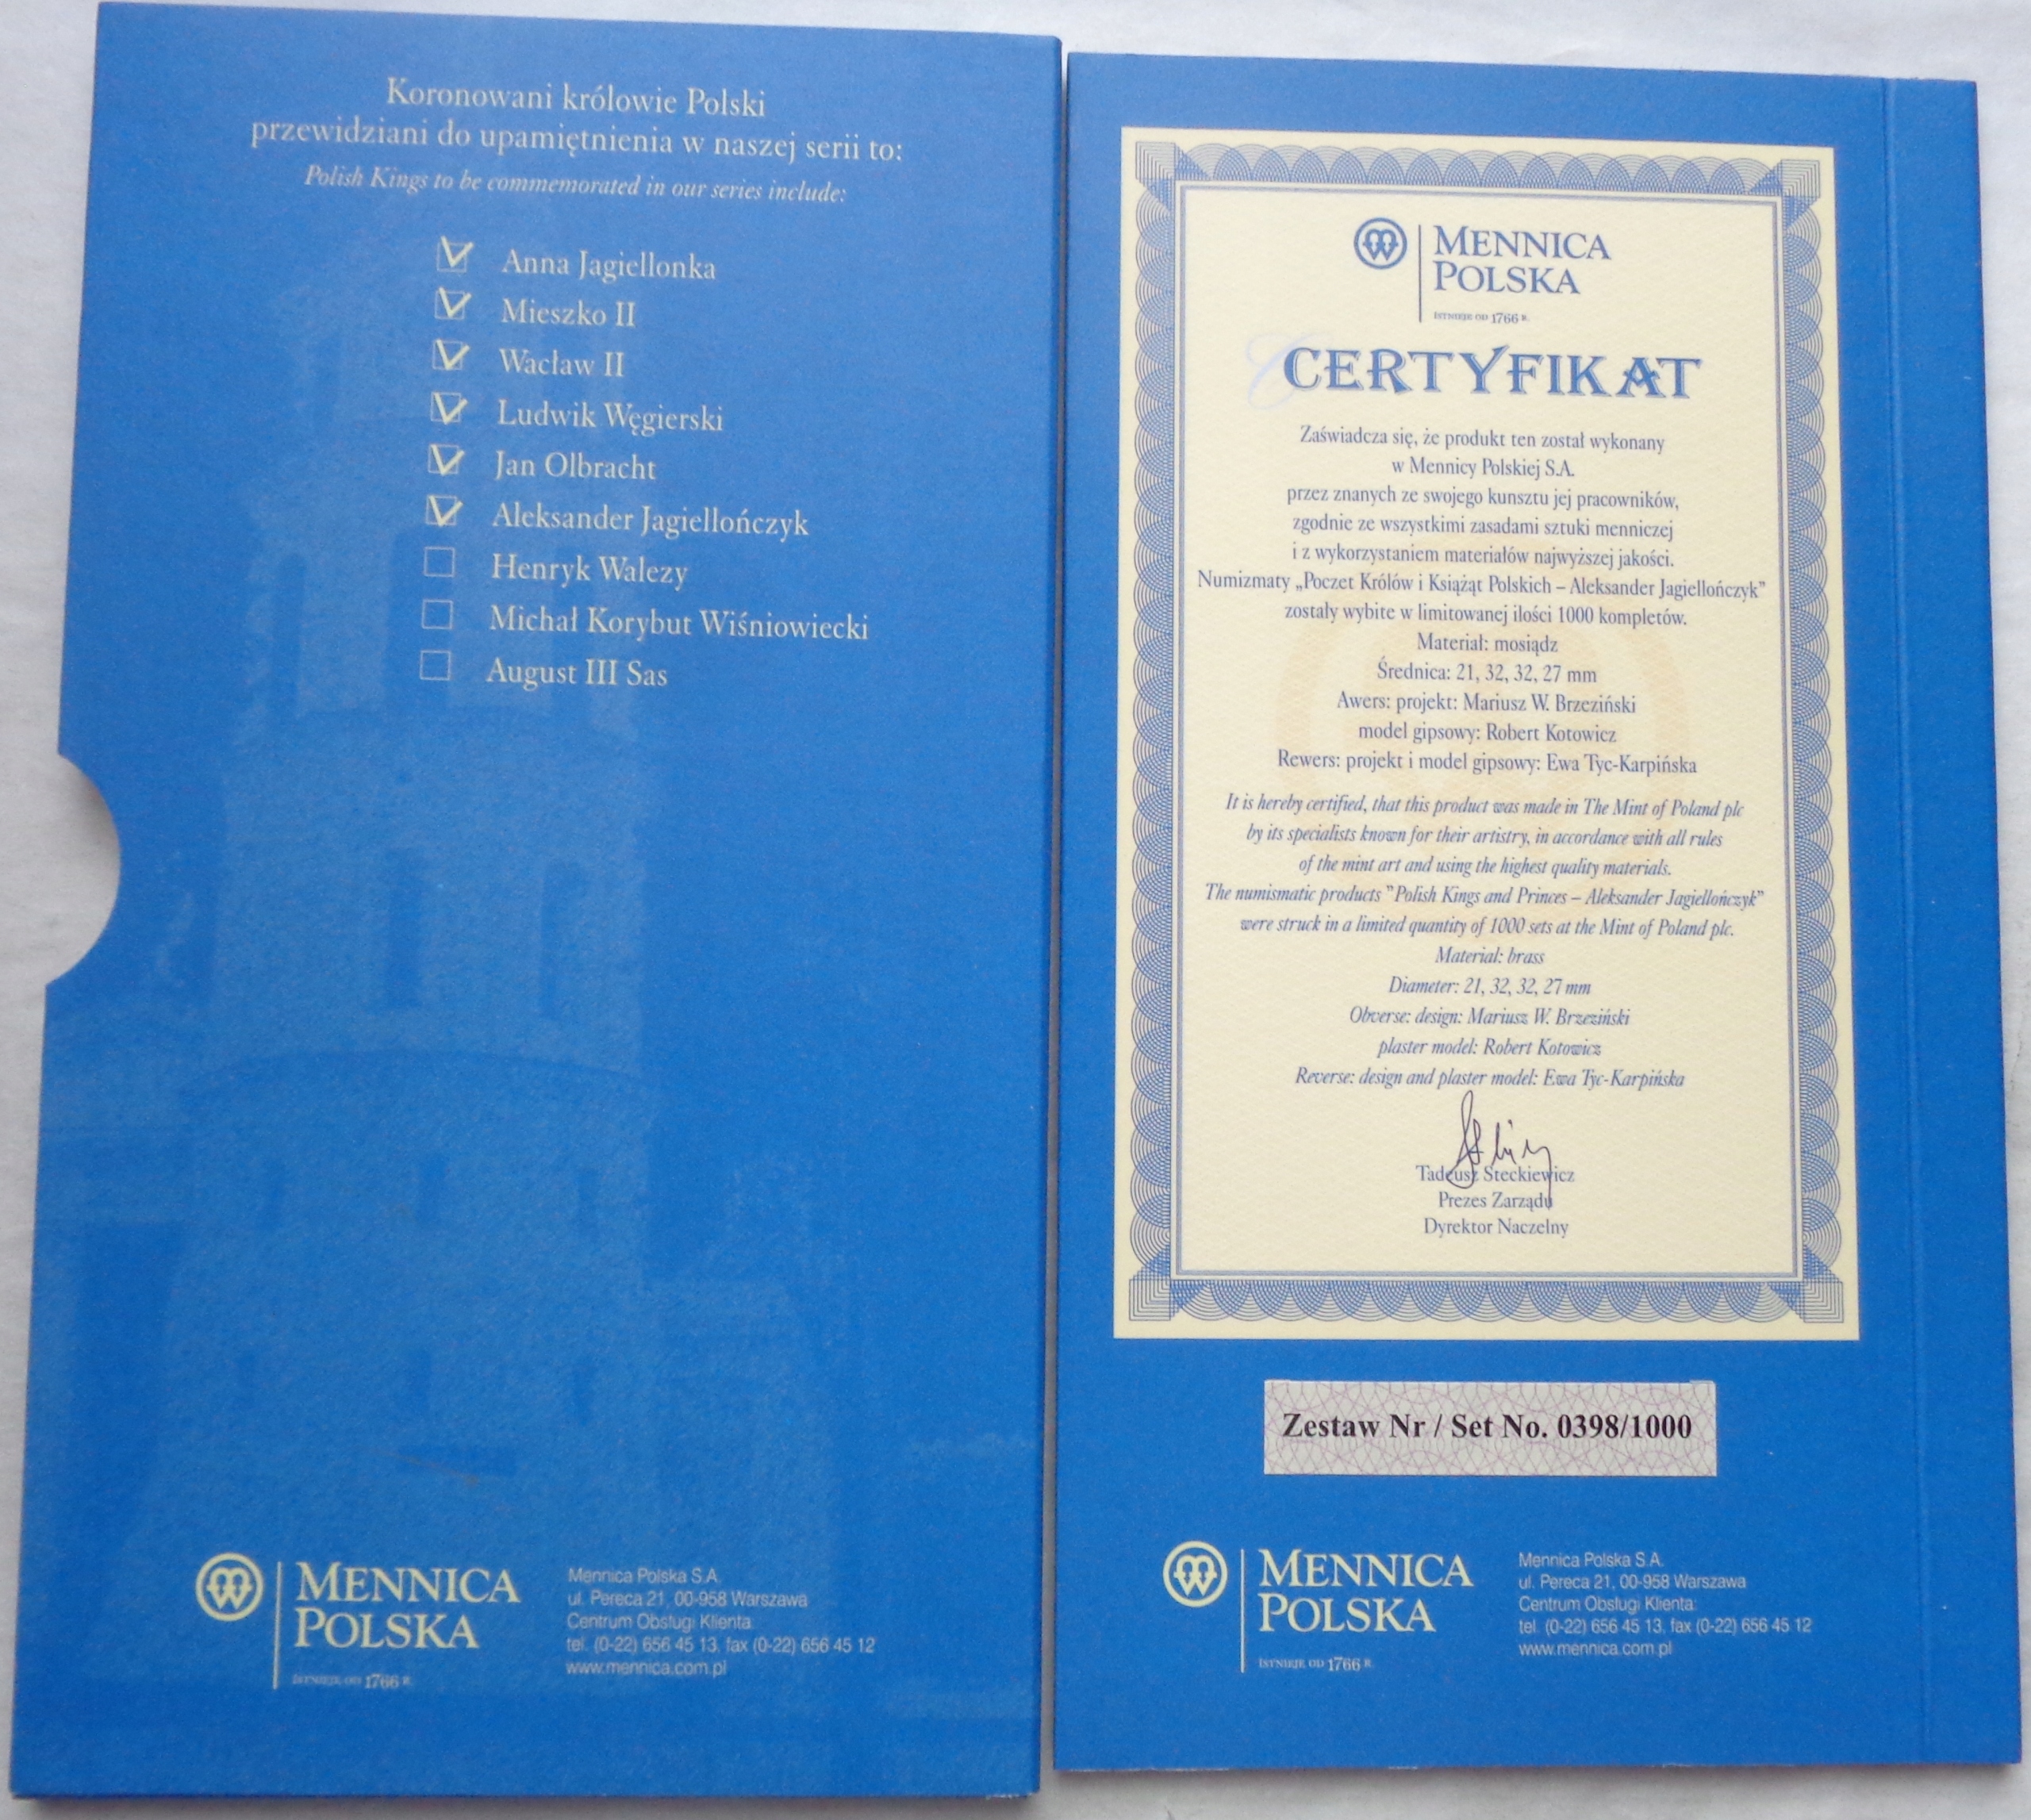 Koronowani królowie Polski
przewidziani do upamiętnienia w naszej serii to:
Polish Kings to be commemorated in our series include:
Anna Jagiellonka
Mieszko II
Wacław II
Ludwik Węgierski
Jan Olbracht
Aleksander Jagiellończyk
Henryk Walezy
Michał Korybut Wiśniowiecki
August III Sas
MENNICA
POLSKA
ISTNIEJE OD 1766 R.
Mennica Polska S.A.
ul. Pereca 21, 00-958 Warszawa
Centrum Obsługi Klienta:
tel. (0-22) 656 45 13, fax (0-22) 656 45 12
www.mennica.com.pl
MENNICA
POLSKA
ISTNIEJE OD 1766 R.
CERTYFIKAT
Zaświadcza się, że produkt ten został wykonany
w Mennicy Polskiej S.A.
przez znanych ze swojego kunsztu jej pracowników,
zgodnie ze wszystkimi zasadami sztuki menniczej
i z wykorzystaniem materiałów najwyższej jakości.
Numizmaty „Poczet Królów i Książąt Polskich – Aleksander Jagiellończyk”
zostały wybite w limitowanej ilości 1000 kompletów.
Materiał: mosiądz
Średnica: 21, 32, 32, 27 mm
Awers: projekt: Mariusz W. Brzeziński
model gipsowy: Robert Kotowicz
Rewers: projekt i model gipsowy: Ewa Tyc-Karpińska
It is hereby certified, that this product was made in The Mint of Poland plc
by its specialists known for their artistry, in accordance with all rules
of the mint art and using the highest quality materials.
The numismatic products "Polish Kings and Princes – Aleksander Jagiellończyk"
were struck in a limited quantity of 1000 sets at the Mint of Poland plc.
Material: brass
Diameter: 21, 32, 32, 27 mm
Obverse: design: Mariusz W. Brzeziński
plaster model: Robert Kotowicz
Reverse: design and plaster model: Ewa Tyc-Karpińska
Tadeusz Steckiewicz
Prezes Zarządu
Dyrektor Naczelny
Zestaw Nr / Set No. 0398/1000
MENNICA
POLSKA
ISTNIEJE OD 1766 R.
Mennica Polska S.A.
ul. Pereca 21, 00-958 Warszawa
Centrum Obsługi Klienta:
tel. (0-22) 656 45 13, fax (0-22) 656 45 12
www.mennica.com.pl